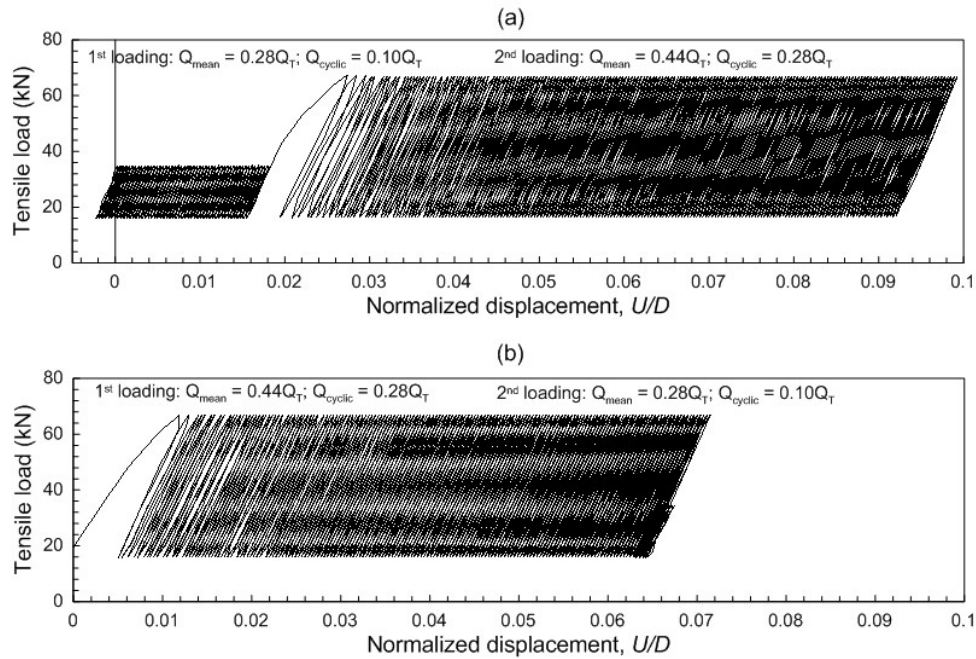 (a)
80
60
40
20
0
Tensile load (kN)
1st loading: Qmean = 0.28QT; Qcyclic = 0.10QT
2nd loading: Qmean = 0.44QT; Qcyclic = 0.28QT
0 0.01 0.02 0.03 0.04 0.05 0.06 0.07 0.08 0.09 0.1
Normalized displacement, U/D
(b)
80
60
40
20
0
Tensile load (kN)
1st loading: Qmean = 0.44QT; Qcyclic = 0.28QT
2nd loading: Qmean = 0.28QT; Qcyclic = 0.10QT
0 0.01 0.02 0.03 0.04 0.05 0.06 0.07 0.08 0.09 0.1
Normalized displacement, U/D